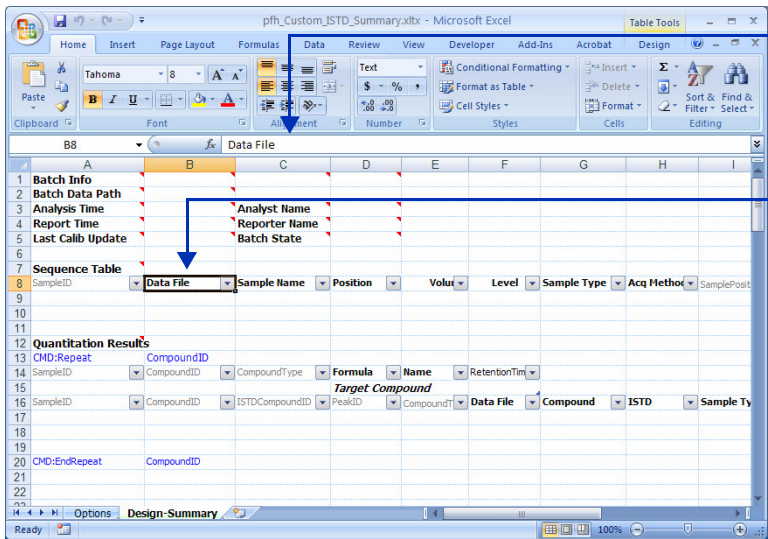 pfh_Custom_ISTD_Summary.xltx - Microsoft Excel Table Tools
Home Insert Page Layout Formulas Data Review View Developer Add-Ins Acrobat Design
Paste
Clipboard
Tahoma 8
B I U
Font
Alignment
Text
$ % ,
Number
Conditional Formatting
Format as Table
Cell Styles
Styles
Insert
Delete
Format
Cells
Sort & Filter
Find & Select
Editing
B8 fx Data File
A B C D E F G H I
1 Batch Info
2 Batch Data Path
3 Analysis Time Analyst Name
4 Report Time Reporter Name
5 Last Calib Update Batch State
6
7 Sequence Table
8 SampleID Data File Sample Name Position Volu Level Sample Type Acq Method SamplePosit
9
10
11
12 Quantitation Results
13 CMD:Repeat CompoundID
14 SampleID CompoundID CompoundType Formula Name RetentionTim
15 Target Compound
16 SampleID CompoundID ISTDCompoundID PeakID CompoundT Data File Compound ISTD Sample Ty
17
18
19
20 CMD:EndRepeat CompoundID
21
22
Options Design-Summary
Ready 100%